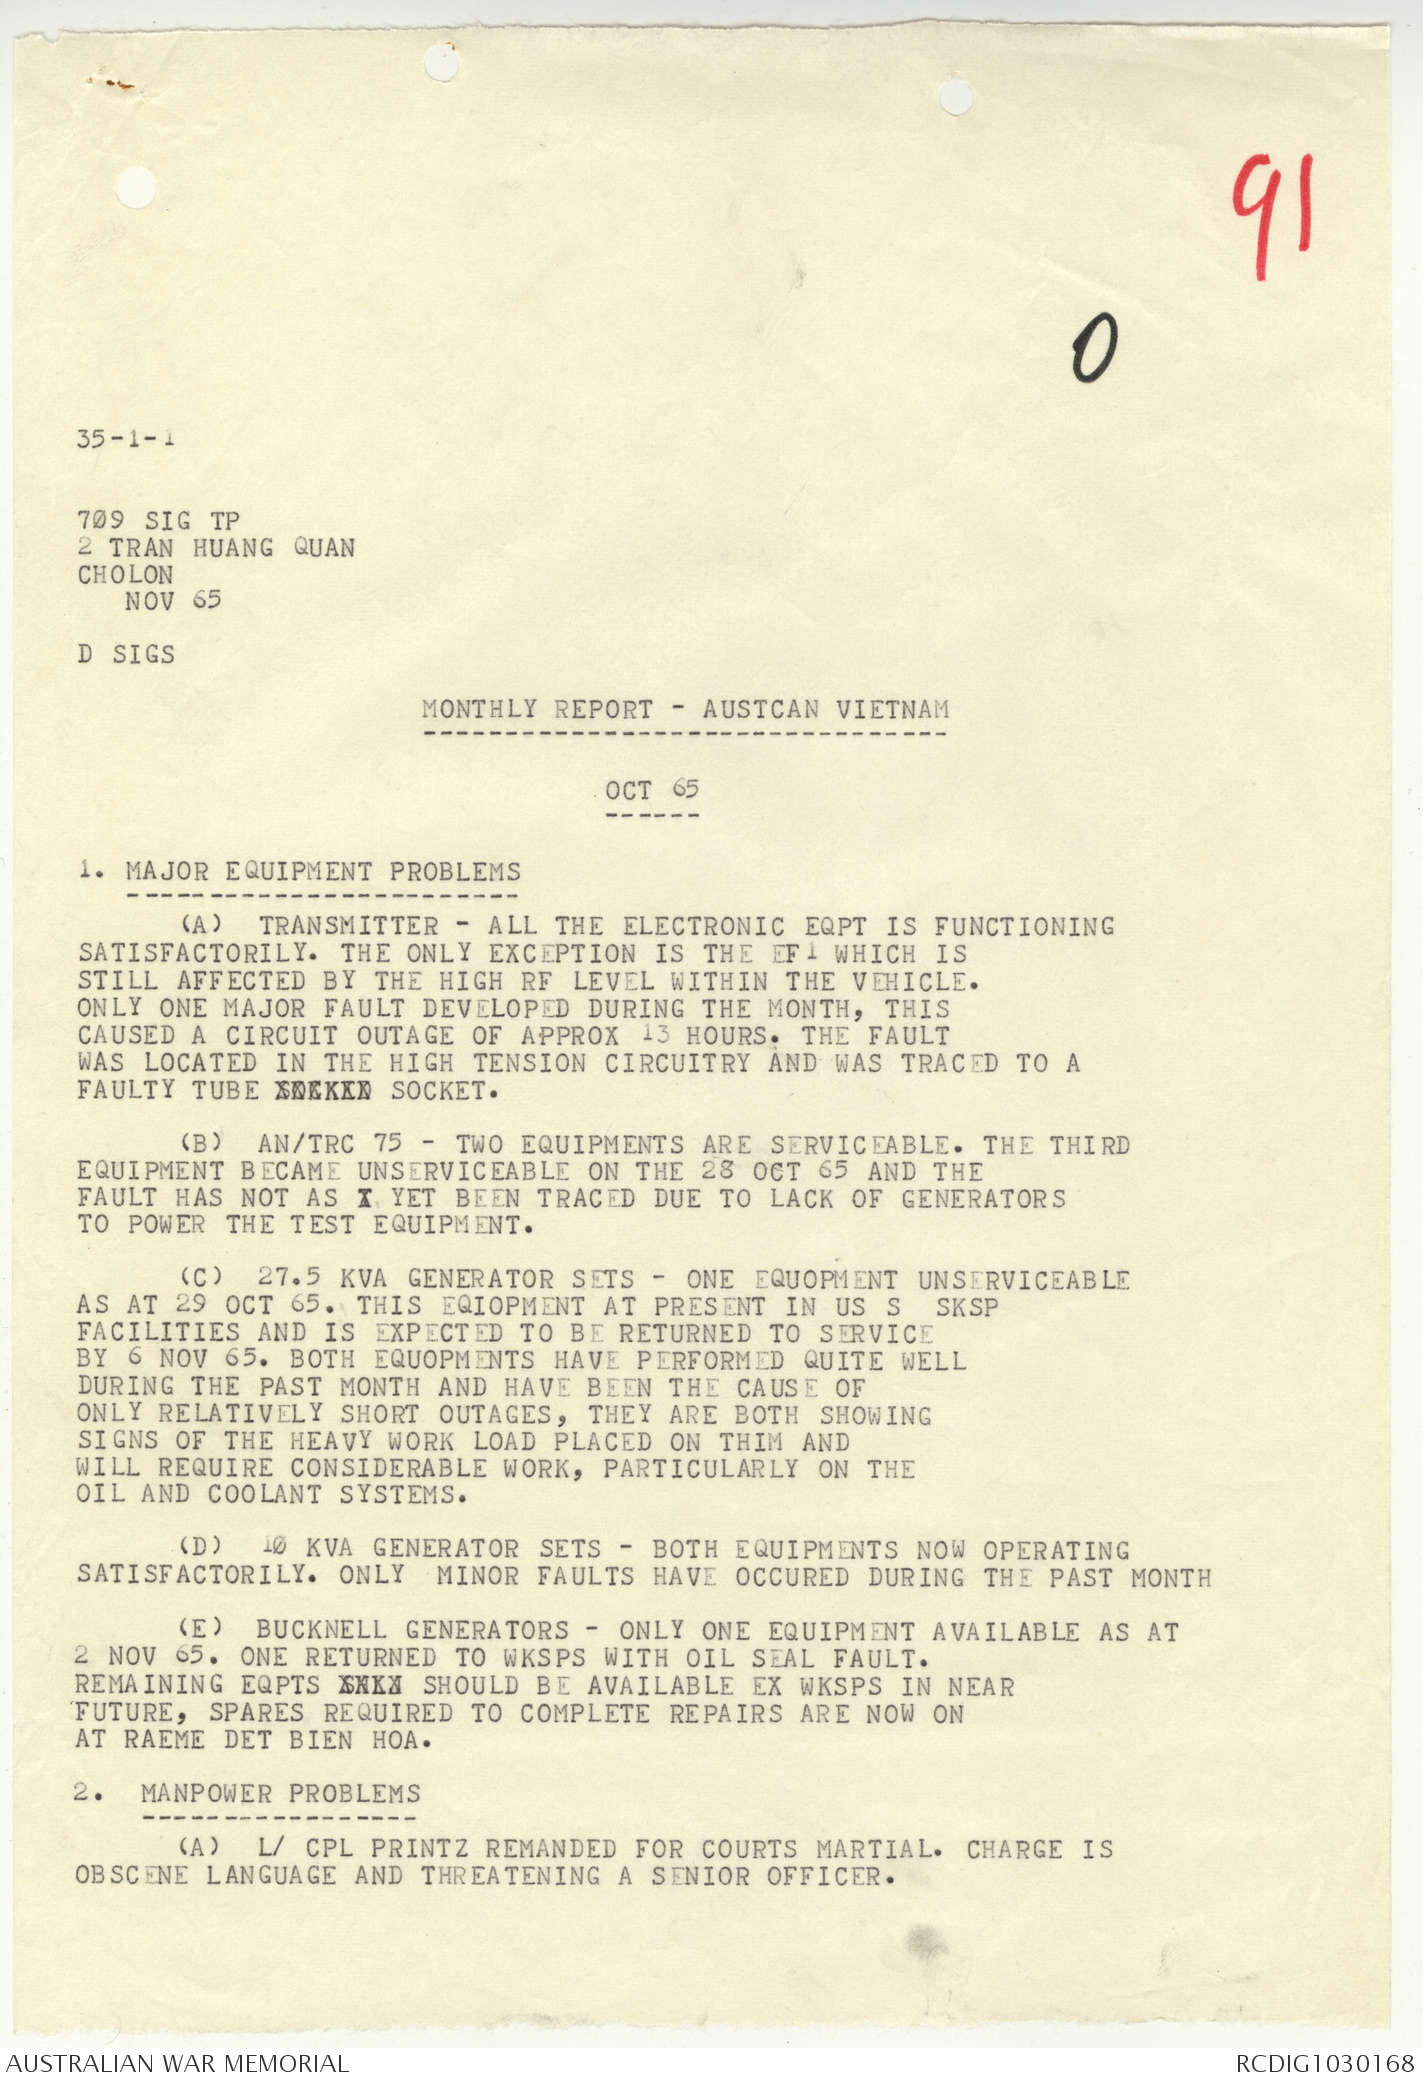 91
0
35-1-1
7Ø9 SIG TP
2 TRAN HUANG QUAN
CHOLON
NOV 65
D SIGS
MONTHLY REPORT - AUSTCAN VIETNAM
OCT 65
1. MAJOR EQUIPMENT PROBLEMS
(A) TRANSMITTER - ALL THE ELECTRONIC EQPT IS FUNCTIONING
SATISFACTORILY. THE ONLY EXCEPTION IS THE EF1 WHICH IS
STILL AFFECTED BY THE HIGH RF LEVEL WITHIN THE VEHICLE.
ONLY ONE MAJOR FAULT DEVELOPED DURING THE MONTH, THIS
CAUSED A CIRCUIT OUTAGE OF APPROX 13 HOURS. THE FAULT
WAS LOCATED IN THE HIGH TENSION CIRCUITRY AND WAS TRACED TO A
FAULTY TUBE SOCKET.
(B) AN/TRC 75 - TWO EQUIPMENTS ARE SERVICEABLE. THE THIRD
EQUIPMENT BECAME UNSERVICEABLE ON THE 28 OCT 65 AND THE
FAULT HAS NOT AS YET BEEN TRACED DUE TO LACK OF GENERATORS
TO POWER THE TEST EQUIPMENT.
(C) 27.5 KVA GENERATOR SETS - ONE EQUOPMENT UNSERVICEABLE
AS AT 29 OCT 65. THIS EQIOPMENT AT PRESENT IN US S SKSP
FACILITIES AND IS EXPECTED TO BE RETURNED TO SERVICE
BY 6 NOV 65. BOTH EQUOPMENTS HAVE PERFORMED QUITE WELL
DURING THE PAST MONTH AND HAVE BEEN THE CAUSE OF
ONLY RELATIVELY SHORT OUTAGES, THEY ARE BOTH SHOWING
SIGNS OF THE HEAVY WORK LOAD PLACED ON THIM AND
WILL REQUIRE CONSIDERABLE WORK, PARTICULARLY ON THE
OIL AND COOLANT SYSTEMS.
(D) 1Ø KVA GENERATOR SETS - BOTH EQUIPMENTS NOW OPERATING
SATISFACTORILY. ONLY MINOR FAULTS HAVE OCCURED DURING THE PAST MONTH
(E) BUCKNELL GENERATORS - ONLY ONE EQUIPMENT AVAILABLE AS AT
2 NOV 65. ONE RETURNED TO WKSPS WITH OIL SEAL FAULT.
REMAINING EQPTS SHOULD BE AVAILABLE EX WKSPS IN NEAR
FUTURE, SPARES REQUIRED TO COMPLETE REPAIRS ARE NOW ON
AT RAEME DET BIEN HOA.
2. MANPOWER PROBLEMS
(A) L/ CPL PRINTZ REMANDED FOR COURTS MARTIAL. CHARGE IS
OBSCENE LANGUAGE AND THREATENING A SENIOR OFFICER.
AUSTRALIAN WAR MEMORIAL
RCDIG1030168